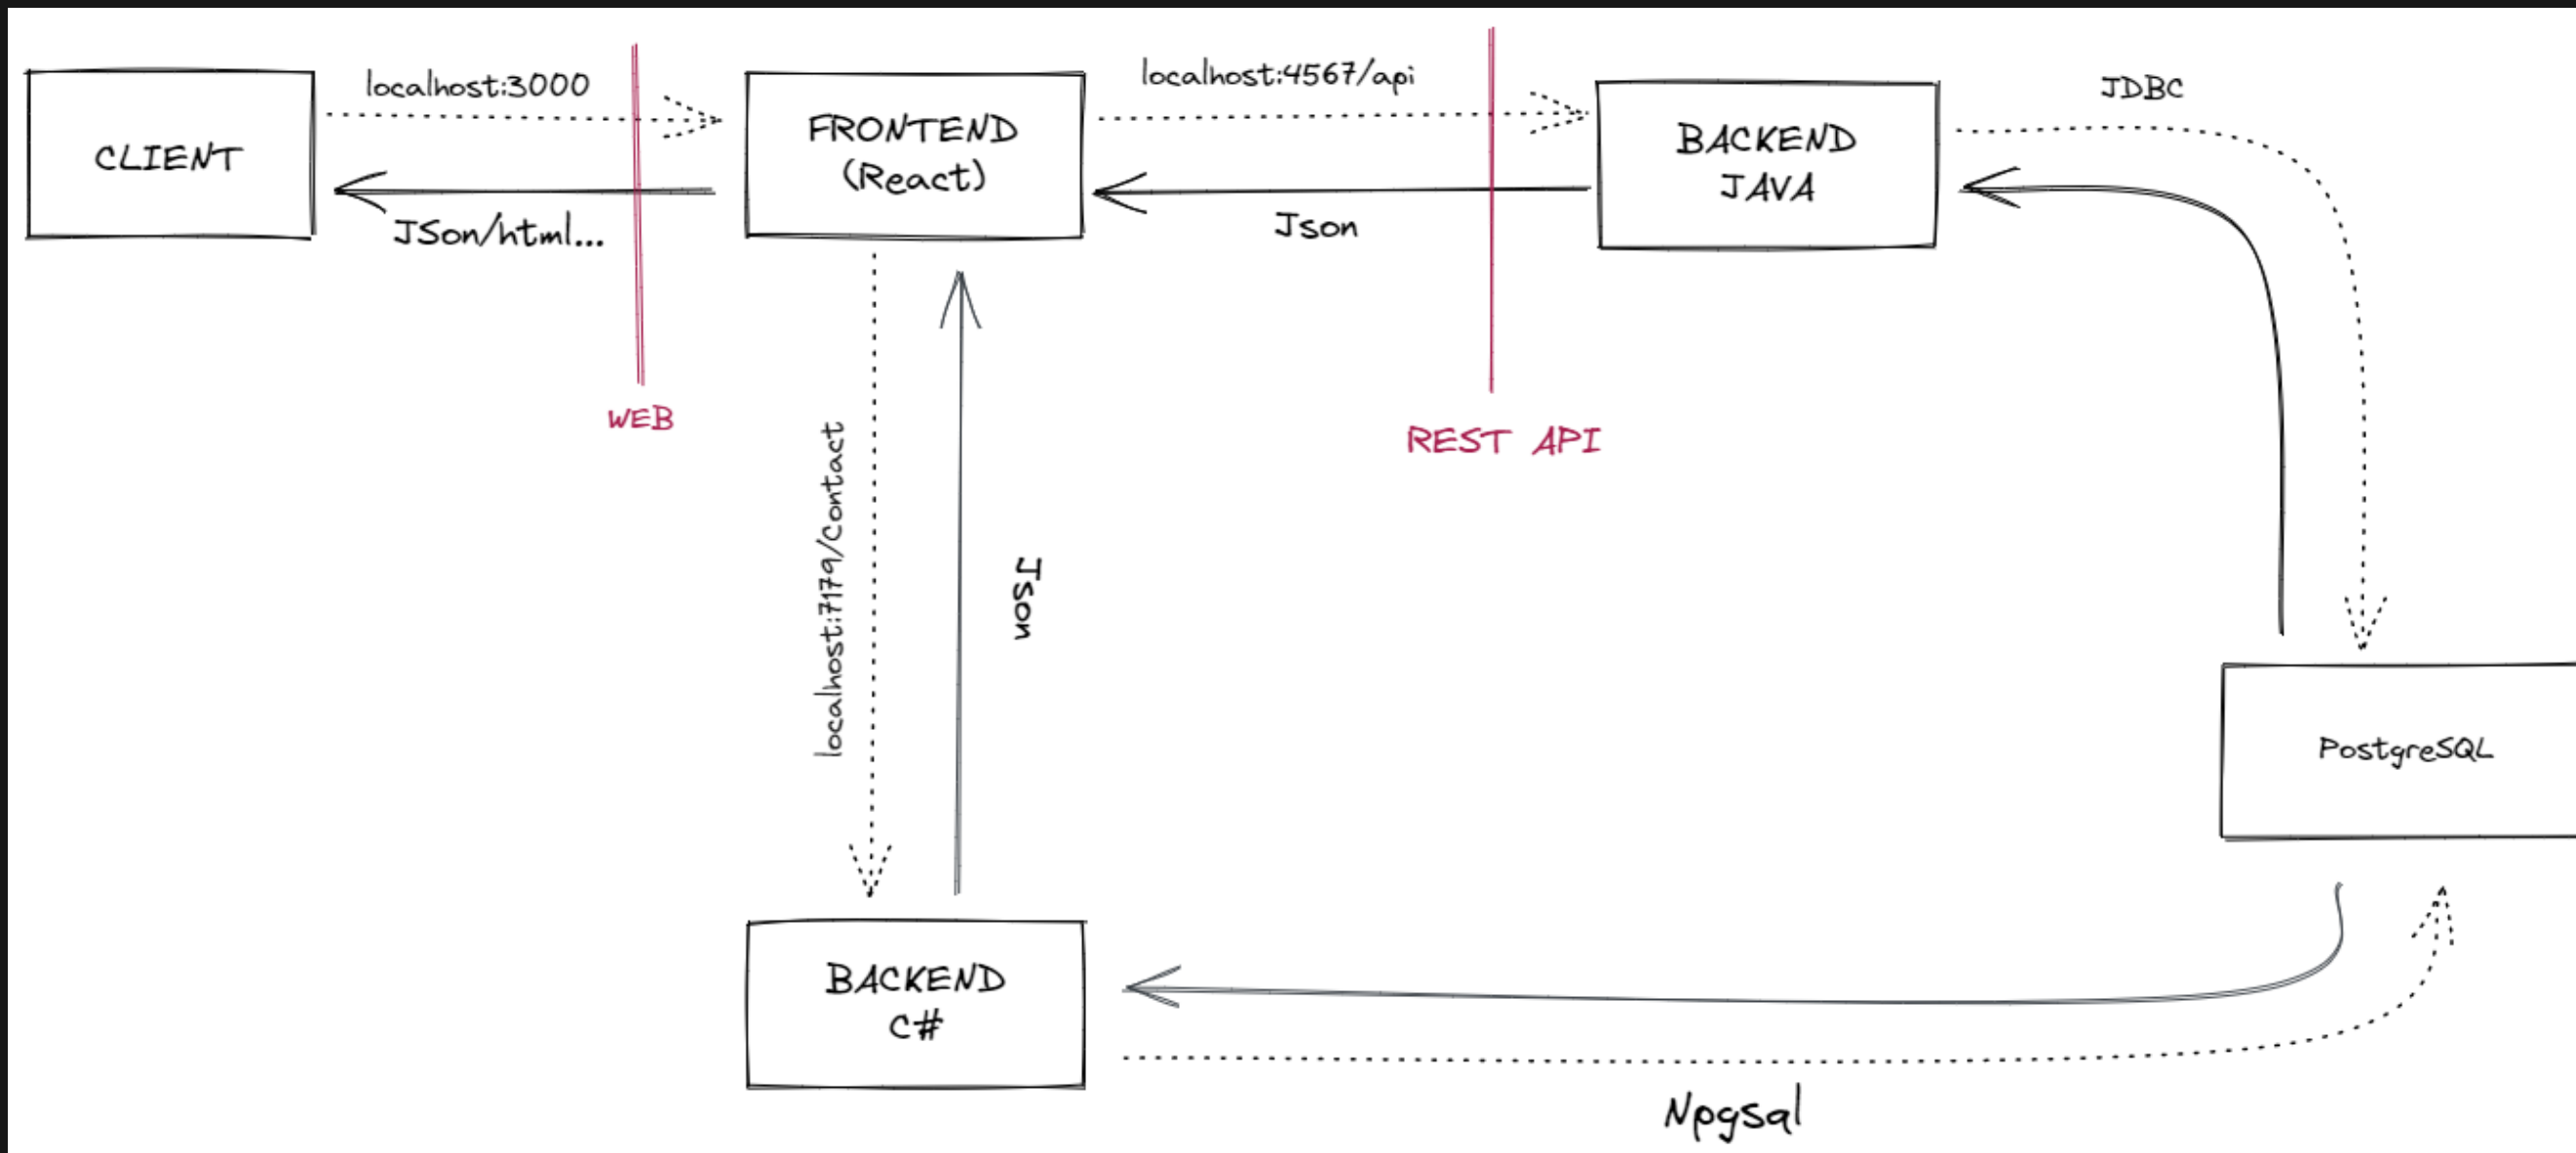 localhost:3000
CLIENT
JSon/html...
WEB
FRONTEND
(React)
localhost:4567/api
Json
REST API
BACKEND
JAVA
JDBC
localhost:7179/Contact
Json
PostgreSQL
BACKEND
C#
Npgsql